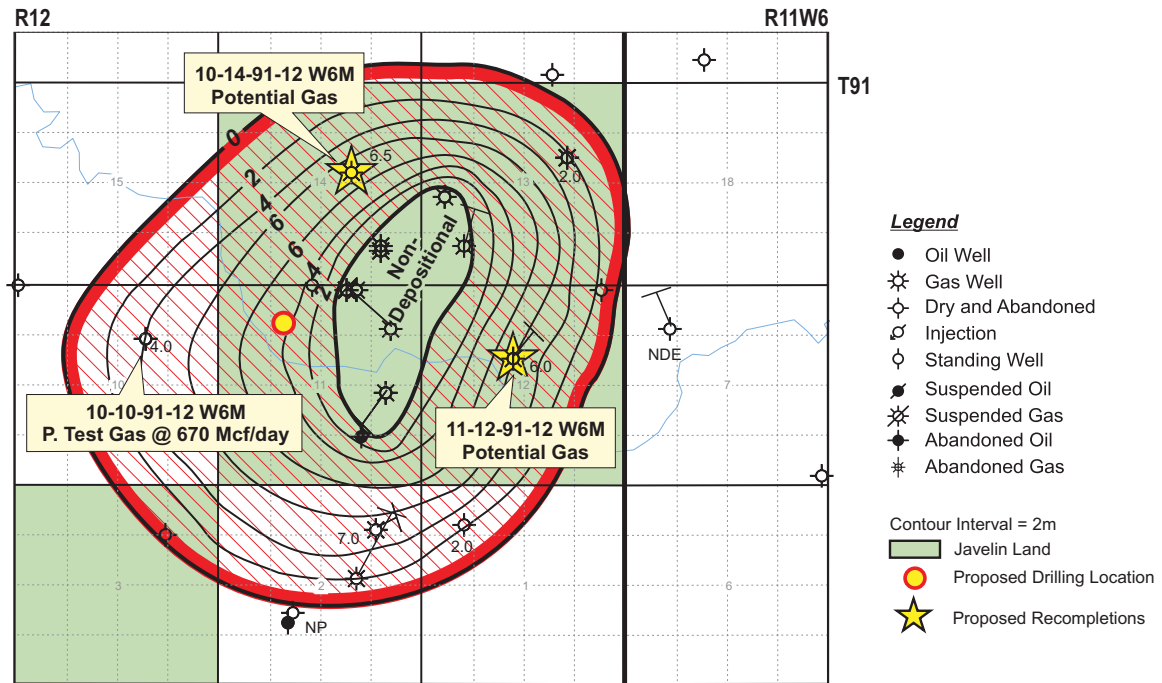 R12
R11W6
T91
10-14-91-12 W6M
Potential Gas
0
2
4
6
6
4
2
6.5
2.0
15
14
13
18
Non-
Depositional
4.0
6.0
NDE
10
11
12
7
10-10-91-12 W6M
P. Test Gas @ 670 Mcf/day
11-12-91-12 W6M
Potential Gas
7.0
2.0
3
2
1
6
NP
Legend
Oil Well
Gas Well
Dry and Abandoned
Injection
Standing Well
Suspended Oil
Suspended Gas
Abandoned Oil
Abandoned Gas
Contour Interval = 2m
Javelin Land
Proposed Drilling Location
Proposed Recompletions